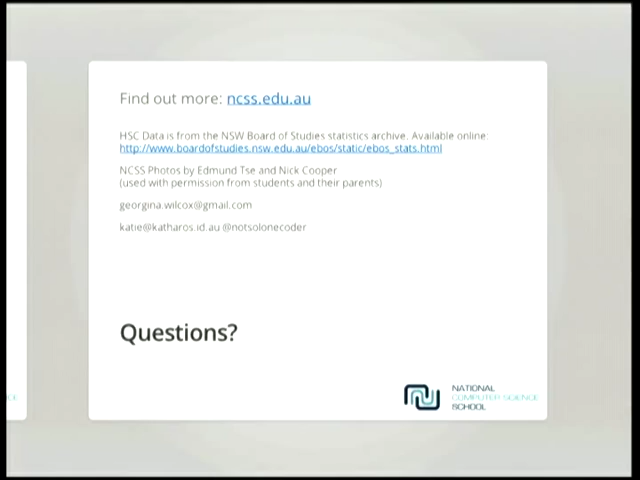 Find out more: ncss.edu.au
HSC Data is from the NSW Board of Studies statistics archive. Available online:
http://www.boardofstudies.nsw.edu.au/ebos/static/ebos_stats.html
NCSS Photos by Edmund Tse and Nick Cooper
(used with permission from students and their parents)
georgina.wilcox@gmail.com
katie@katharos.id.au @notsolonecoder
Questions?
NATIONAL
COMPUTER SCIENCE
SCHOOL
CE